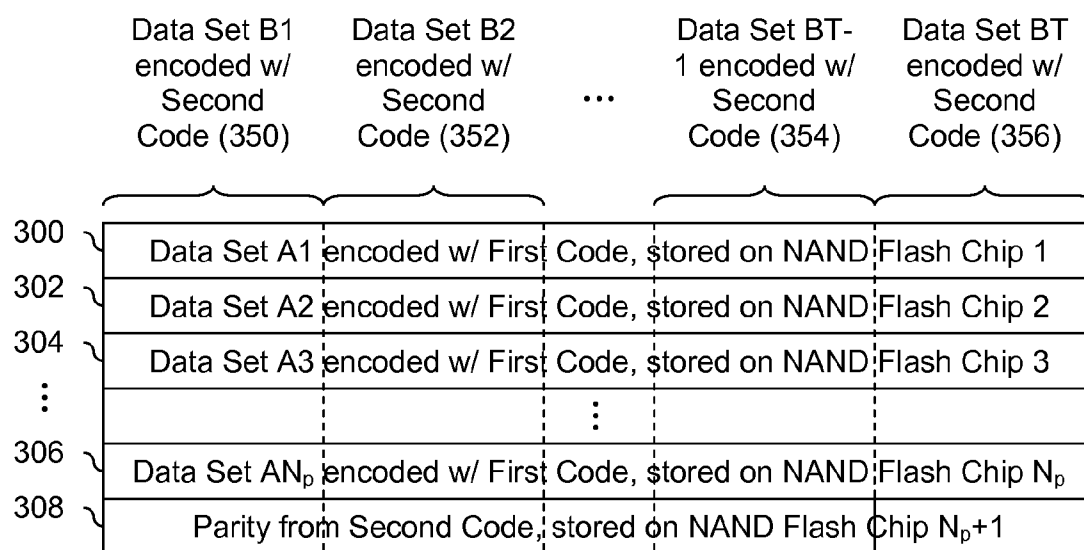 Data Set B1
encoded w/
Second
Code (350)
Data Set B2
encoded w/
Second
Code (352)
...
Data Set BT-
1 encoded w/
Second
Code (354)
Data Set BT
encoded w/
Second
Code (356)
300
Data Set A1 encoded w/ First Code, stored on NAND Flash Chip 1
302
Data Set A2 encoded w/ First Code, stored on NAND Flash Chip 2
304
Data Set A3 encoded w/ First Code, stored on NAND Flash Chip 3
⋮
⋮
306
Data Set ANp encoded w/ First Code, stored on NAND Flash Chip Np
308
Parity from Second Code, stored on NAND Flash Chip Np+1